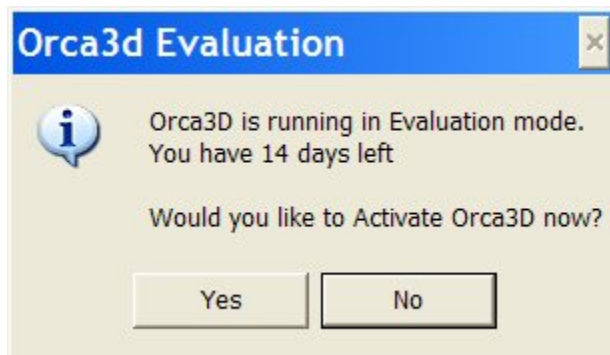 Orca3d Evaluation
Orca3D is running in Evaluation mode.
You have 14 days left
Would you like to Activate Orca3D now?
Yes
No